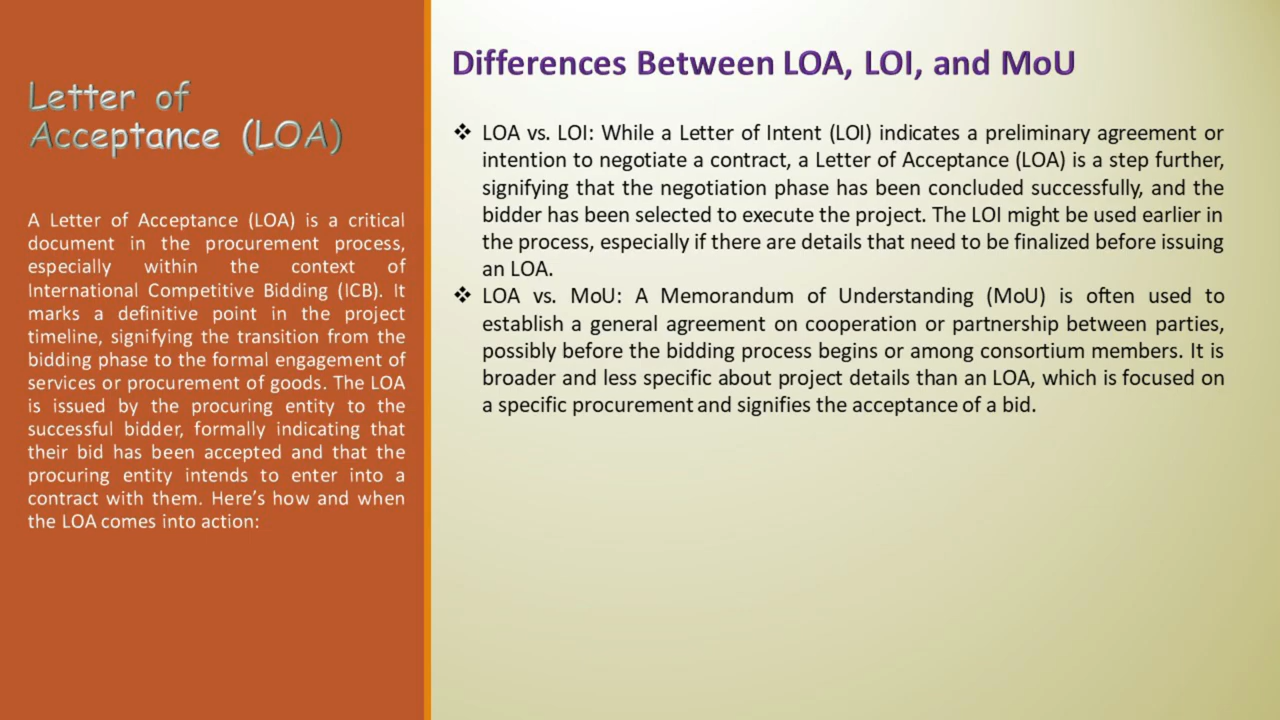 Letter of
Acceptance (LOA)
A Letter of Acceptance (LOA) is a critical
document in the procurement process,
especially within the context of
International Competitive Bidding (ICB). It
marks a definitive point in the project
timeline, signifying the transition from the
bidding phase to the formal engagement of
services or procurement of goods. The LOA
is issued by the procuring entity to the
successful bidder, formally indicating that
their bid has been accepted and that the
procuring entity intends to enter into a
contract with them. Here’s how and when
the LOA comes into action:
Differences Between LOA, LOI, and MoU
❖ LOA vs. LOI: While a Letter of Intent (LOI) indicates a preliminary agreement or
intention to negotiate a contract, a Letter of Acceptance (LOA) is a step further,
signifying that the negotiation phase has been concluded successfully, and the
bidder has been selected to execute the project. The LOI might be used earlier in
the process, especially if there are details that need to be finalized before issuing
an LOA.
❖ LOA vs. MoU: A Memorandum of Understanding (MoU) is often used to
establish a general agreement on cooperation or partnership between parties,
possibly before the bidding process begins or among consortium members. It is
broader and less specific about project details than an LOA, which is focused on
a specific procurement and signifies the acceptance of a bid.